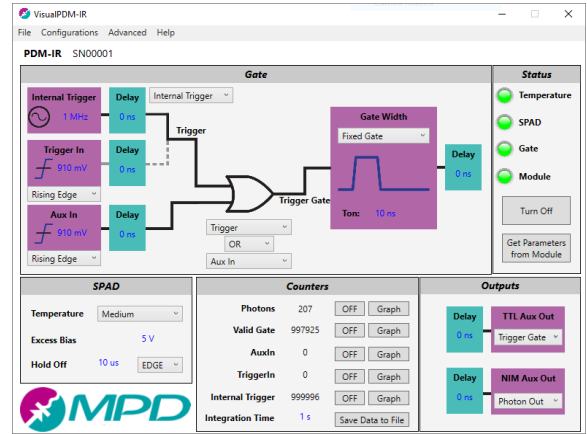 VisualPDM-IR
File Configurations Advanced Help
PDM-IR SN00001
Gate
Internal Trigger
1 MHz
Delay
0 ns
Internal Trigger
Trigger
Trigger In
910 mV
Rising Edge
Delay
0 ns
Aux In
910 mV
Rising Edge
Delay
0 ns
Trigger
OR
Aux In
Trigger Gate
Gate Width
Fixed Gate
Ton: 10 ns
Delay
0 ns
Status
Temperature
SPAD
Gate
Module
Turn Off
Get Parameters
from Module
SPAD
Temperature Medium
Excess Bias 5 V
Hold Off 10 us EDGE
MPD
Counters
Photons 207 OFF Graph
Valid Gate 997925 OFF Graph
AuxIn 0 OFF Graph
TriggerIn 0 OFF Graph
Internal Trigger 999996 OFF Graph
Integration Time 1 s Save Data to File
Outputs
Delay
0 ns
TTL Aux Out
Trigger Gate
Delay
0 ns
NIM Aux Out
Photon Out